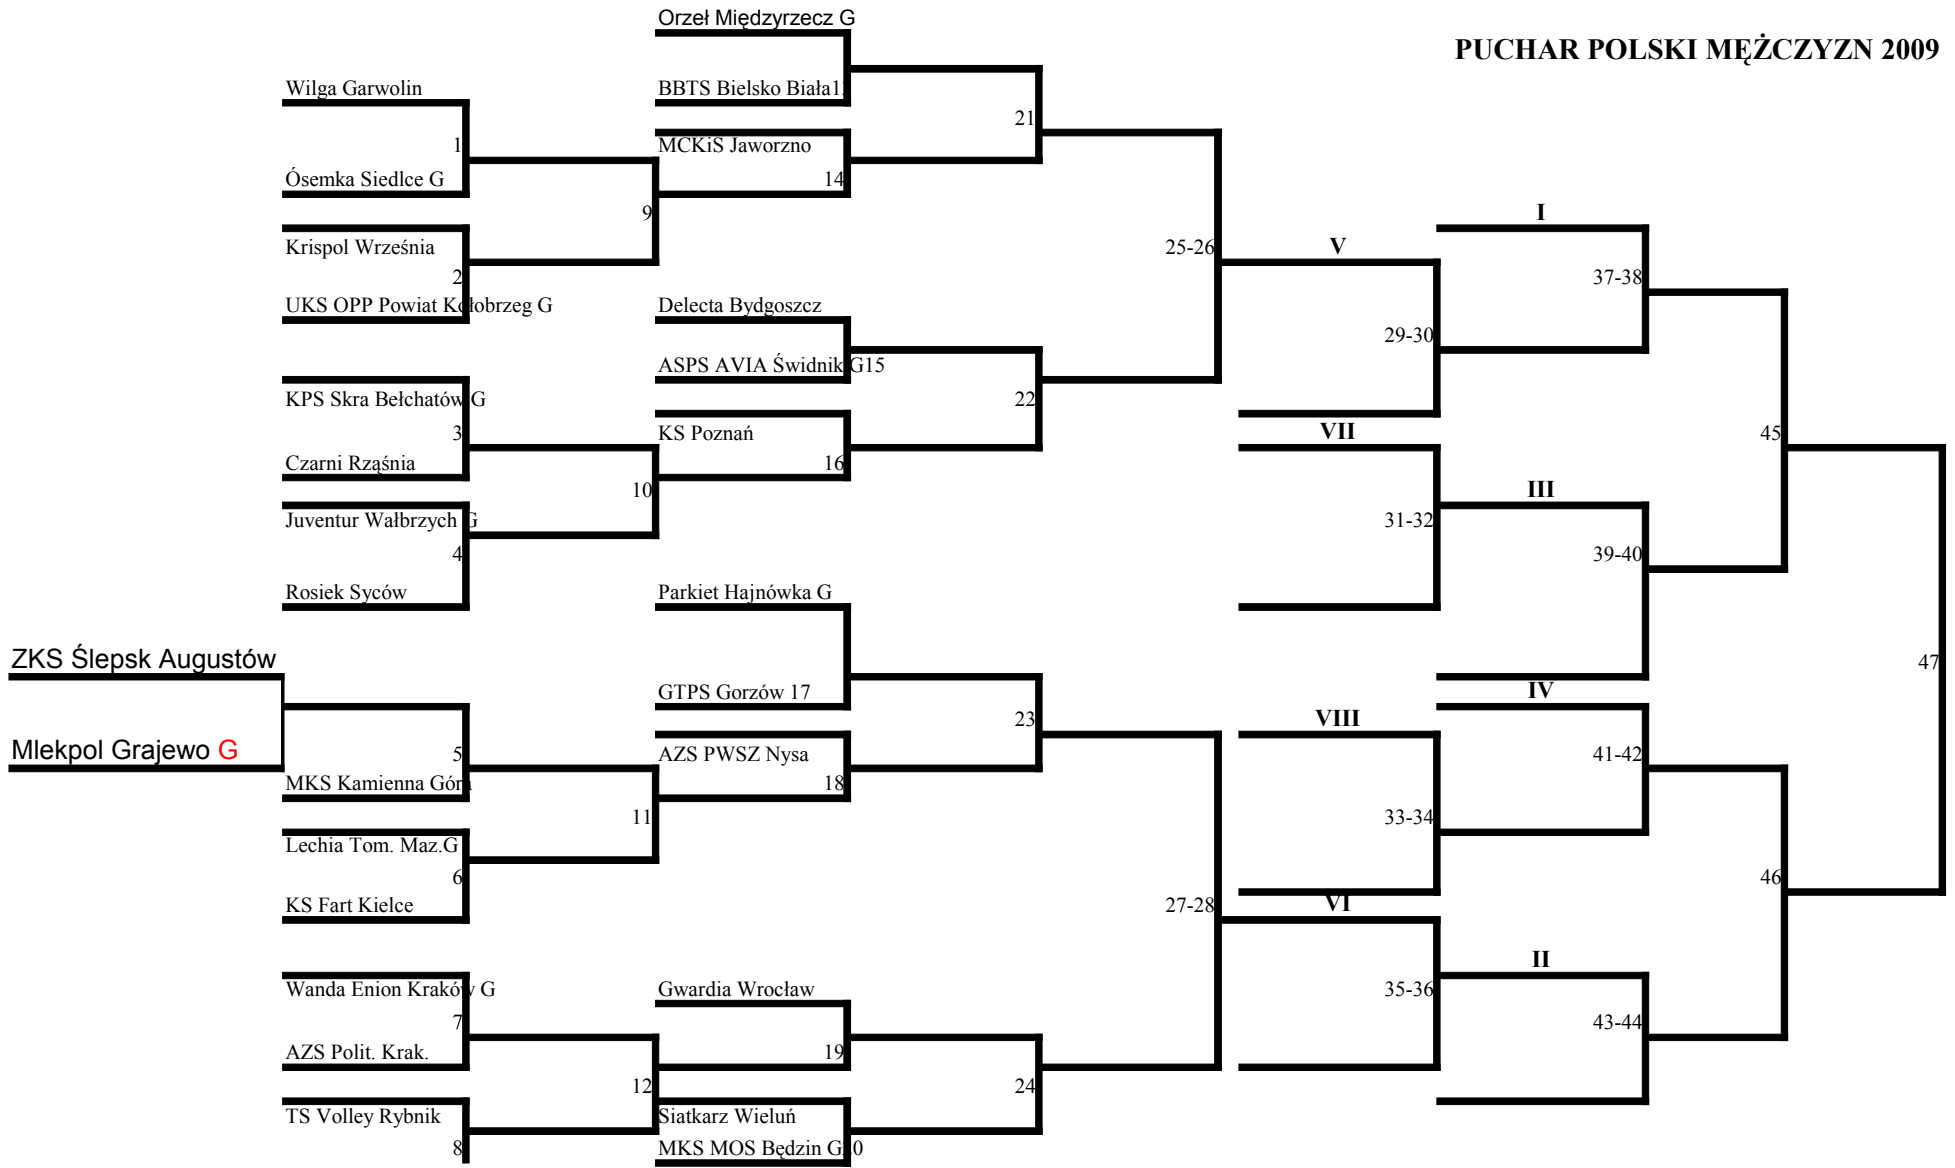 PUCHAR POLSKI MĘŻCZYZN 2009
ZKS Ślepsk Augustów
Mlekpol Grajewo G
Wilga Garwolin
1
Ósemka Siedlce G
Krispol Września
2
UKS OPP Powiat Kołobrzeg G
KPS Skra Bełchatów G
3
Czarni Rząśnia
Juventur Wałbrzych G
4
Rosiek Syców
5
MKS Kamienna Góra
Lechia Tom. Maz.G
6
KS Fart Kielce
Wanda Enion Kraków G
7
AZS Polit. Krak.
TS Volley Rybnik
8
9
10
11
12
Orzeł Międzyrzecz G
BBTS Bielsko Biała1
MCKiS Jaworzno
14
Delecta Bydgoszcz
ASPS AVIA Świdnik G15
KS Poznań
16
Parkiet Hajnówka G
GTPS Gorzów 17
AZS PWSZ Nysa
18
Gwardia Wrocław
19
Siatkarz Wieluń
MKS MOS Będzin G20
21
22
23
24
25-26
27-28
V
29-30
VII
31-32
VIII
33-34
VI
35-36
I
37-38
III
39-40
IV
41-42
II
43-44
45
46
47